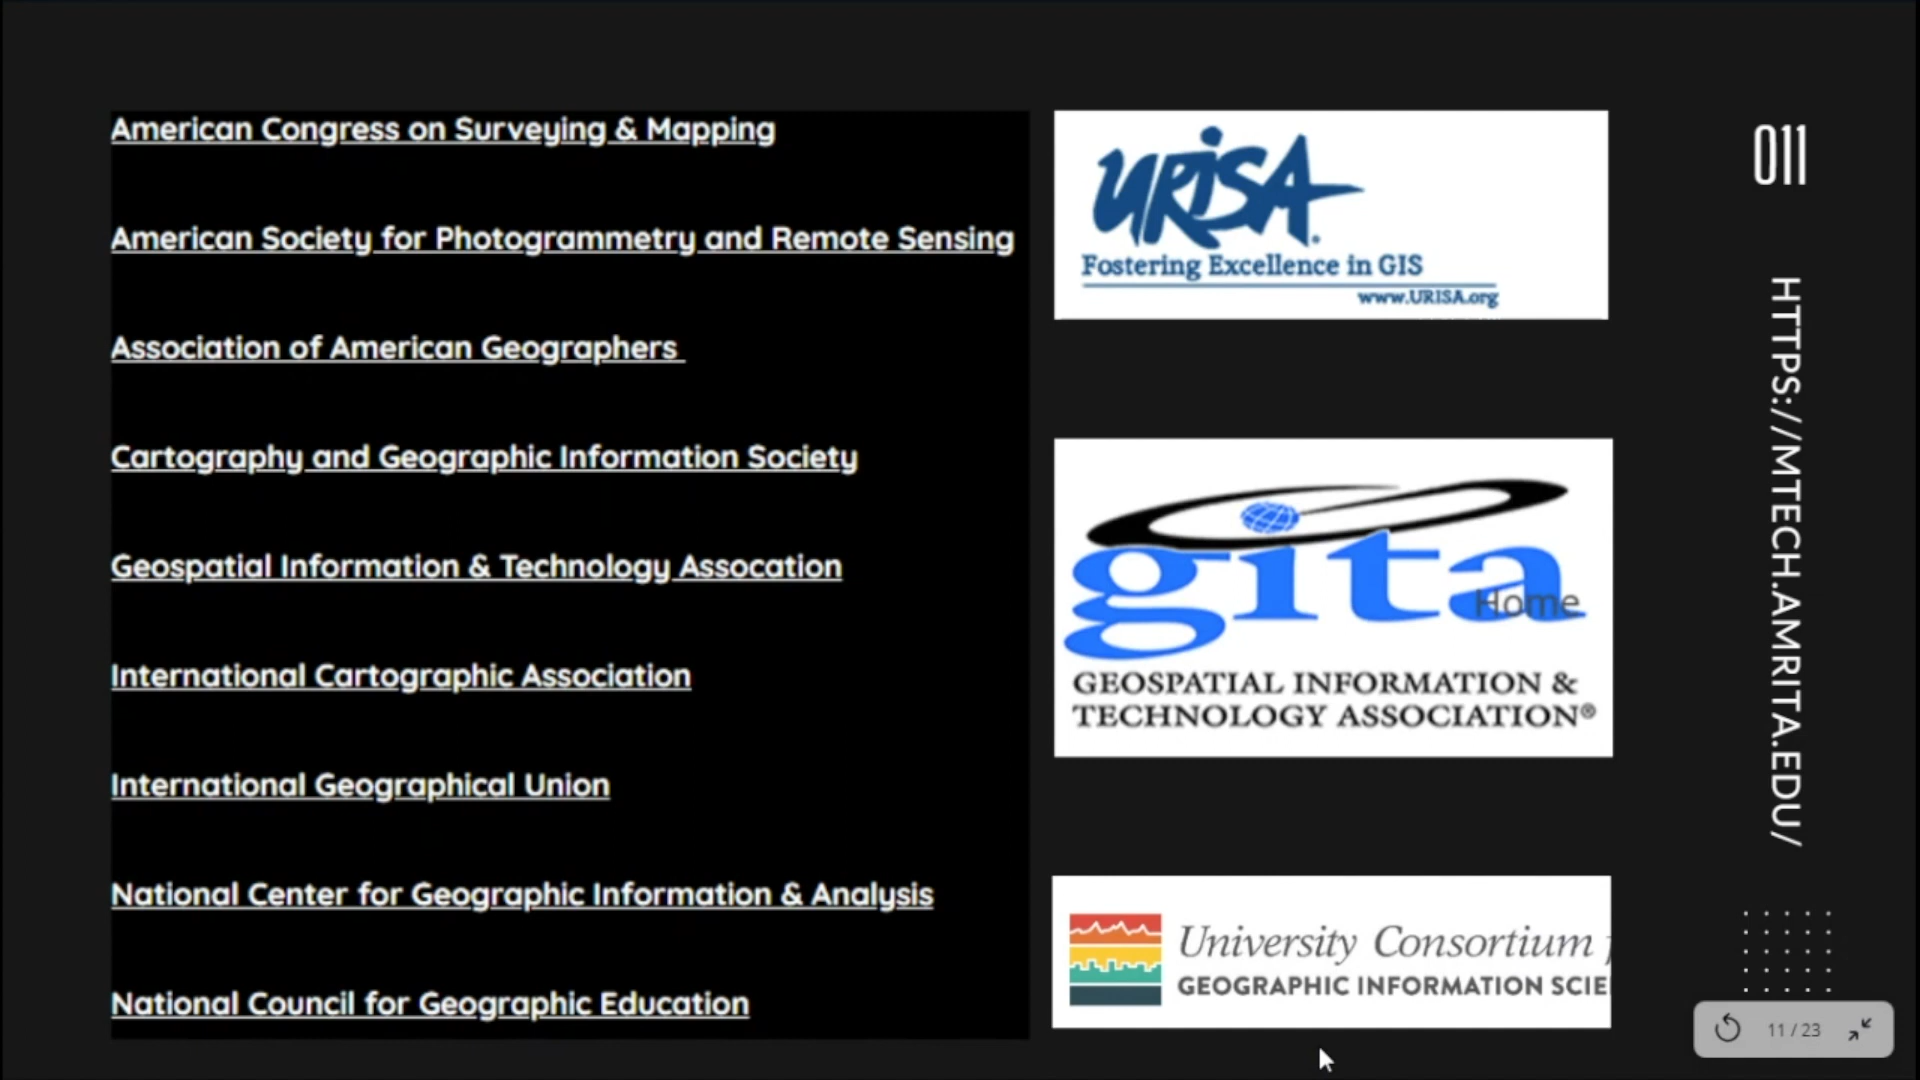 American Congress on Surveying & Mapping
American Society for Photogrammetry and Remote Sensing
Association of American Geographers
Cartography and Geographic Information Society
Geospatial Information & Technology Assocation
International Cartographic Association
International Geographical Union
National Center for Geographic Information & Analysis
National Council for Geographic Education
URiSA
Fostering Excellence in GIS
www.URISA.org
gita
Home
GEOSPATIAL INFORMATION &
TECHNOLOGY ASSOCIATION®
University Consortium
GEOGRAPHIC INFORMATION SCIE
011
HTTPS://MTECH.AMRITA.EDU/
11 / 23